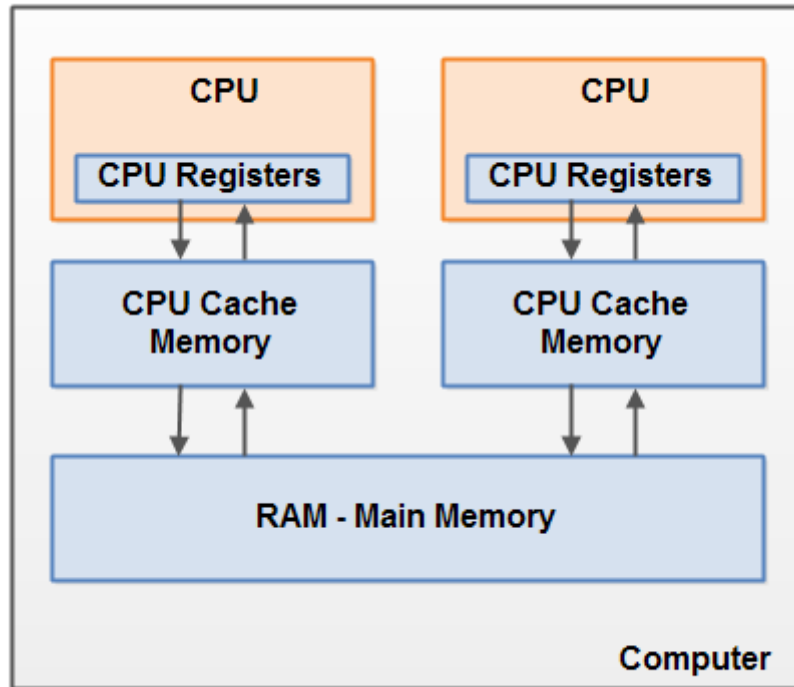 CPU
CPU
CPU Registers
CPU Registers
CPU Cache
Memory
CPU Cache
Memory
RAM - Main Memory
Computer